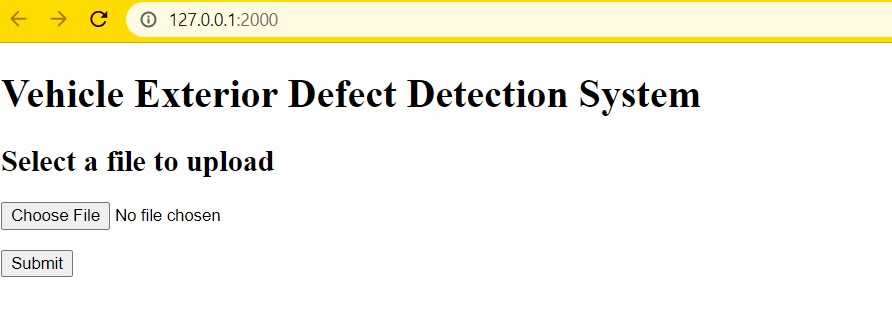 127.0.0.1:2000
Vehicle Exterior Defect Detection System
Select a file to upload
Choose File No file chosen
Submit